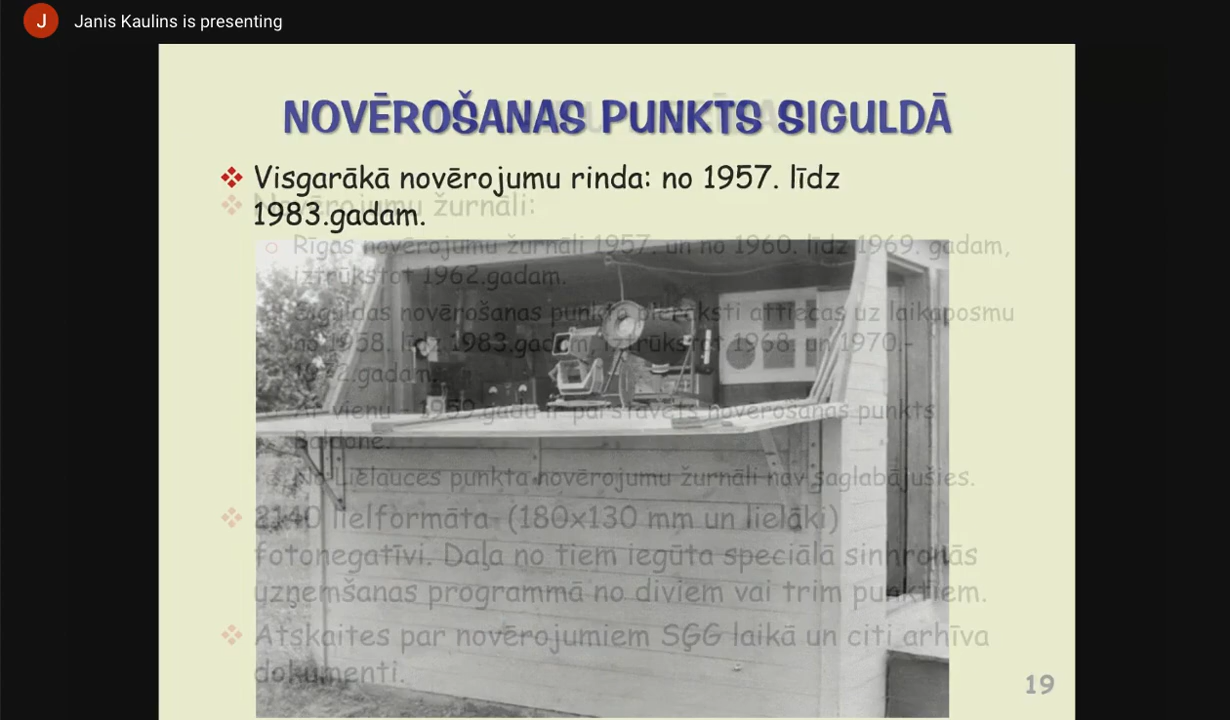 Janis Kaulins is presenting
NOVĒROŠANAS PUNKTS SIGULDĀ
Visgarākā novērojumu rinda: no 1957. līdz
1983.gadam.
Novērojumu žurnāli:
Rīgas novērojumu žurnāli 1957. un no 1960. līdz 1969. gadam,
iztrūkstot 1962.gadam.
Siguldas novērošanas punkta pieraksti attiecas uz laikaposmu
no 1958. līdz 1983.gadam, iztrūkstot 1968. un 1970.-
gadam.
Ar vienu - 1959.gadu ir pārstāvēts novērošanas punkts
Baldonē.
No Lielauces punkta novērojumu žurnāli nav saglabājušies.
2140 lielformāta (180x130 mm un lielāki)
fotonegatīvi. Daļa no tiem iegūta speciālā sinhronās
uzņemšanas programmā no diviem vai trim punktiem.
Atskaites par novērojumiem SĢG laikā un citi arhīva
dokumenti.
19